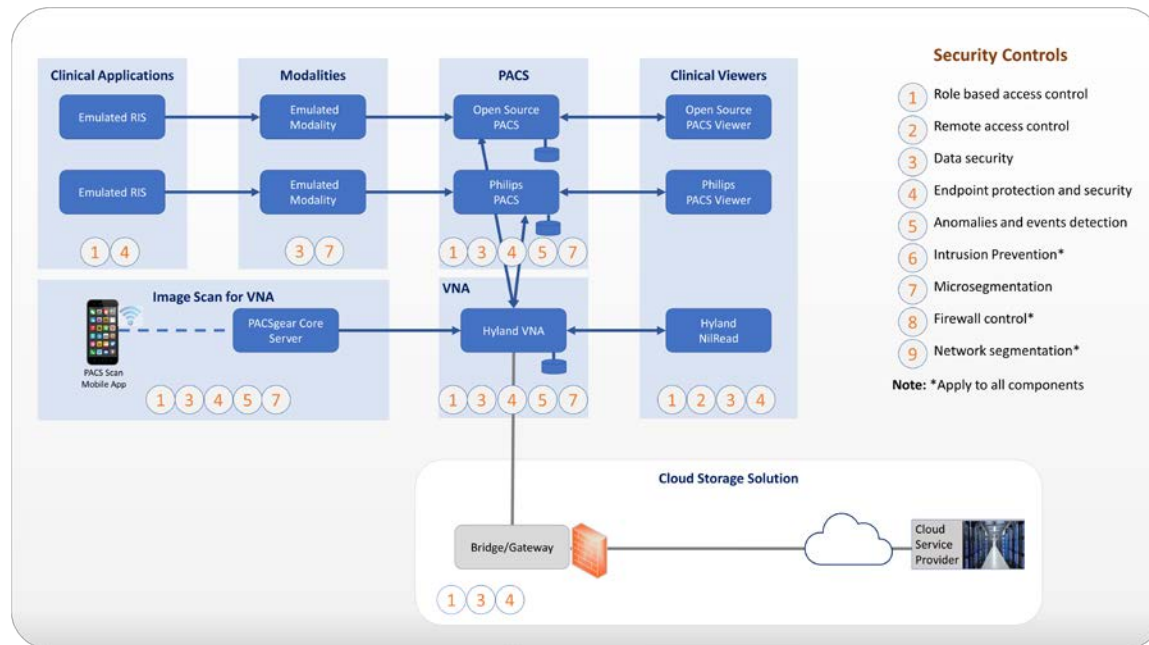 Clinical Applications
Emulated RIS
Emulated RIS
1 4
Modalities
Emulated
Modality
Emulated
Modality
3 7
PACS
Open Source
PACS
Philips
PACS
1 3 4 5 7
Clinical Viewers
Open Source
PACS Viewer
Philips
PACS Viewer
Hyland
NilRead
1 2 3 4
Image Scan for VNA
PACS Scan
Mobile App
PACSgear Core
Server
1 3 4 5 7
VNA
Hyland VNA
1 3 4 5 7
Cloud Storage Solution
Bridge/Gateway
Cloud
Service
Provider
1 3 4
Security Controls
1 Role based access control
2 Remote access control
3 Data security
4 Endpoint protection and security
5 Anomalies and events detection
6 Intrusion Prevention*
7 Microsegmentation
8 Firewall control*
9 Network segmentation*
Note: *Apply to all components